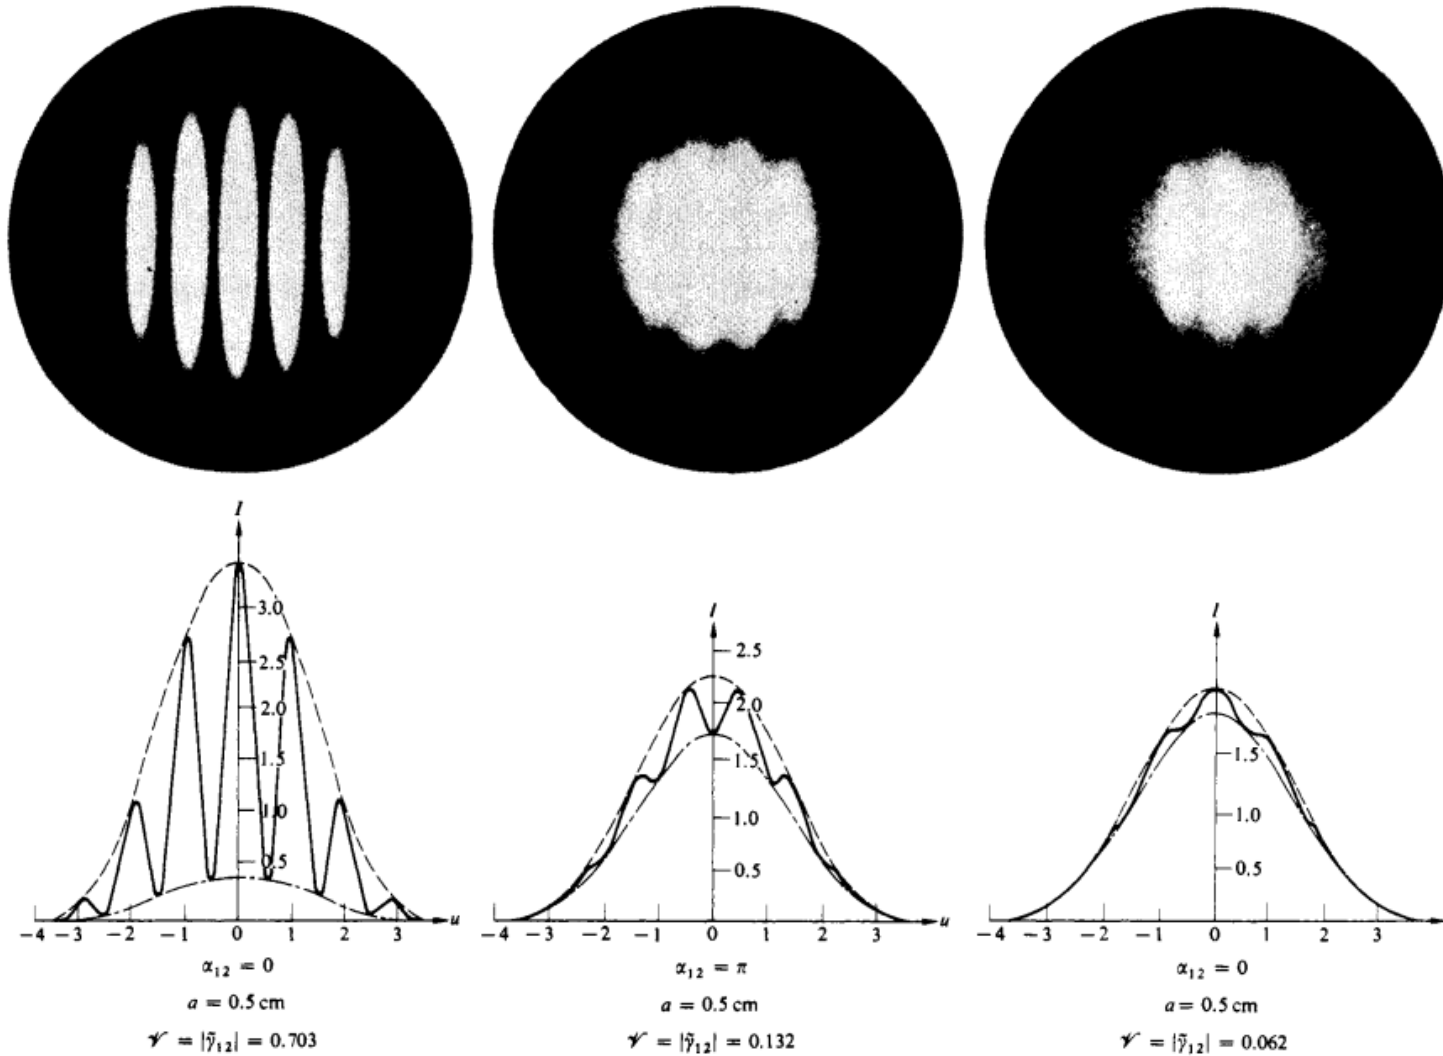 I
3.0
2.5
2.0
1.5
1.0
0.5
−4 −3 −2 −1 0 1 2 3 u
α₁₂ = 0
a = 0.5 cm
𝒱 = |γ̃₁₂| = 0.703
I
2.5
2.0
1.5
1.0
0.5
−4 −3 −2 −1 0 1 2 3 u
α₁₂ = π
a = 0.5 cm
𝒱 = |γ̃₁₂| = 0.132
I
1.5
1.0
0.5
−4 −3 −2 −1 0 1 2 3
α₁₂ = 0
a = 0.5 cm
𝒱 = |γ̃₁₂| = 0.062